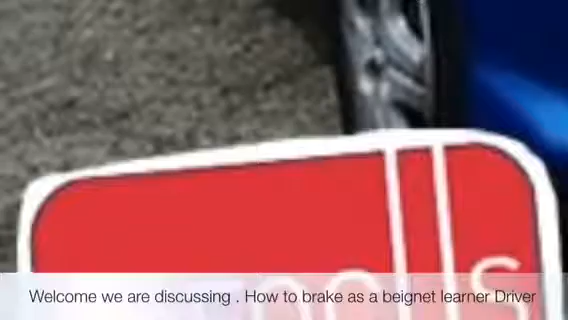 Welcome we are discussing . How to brake as a beignet learner Driver